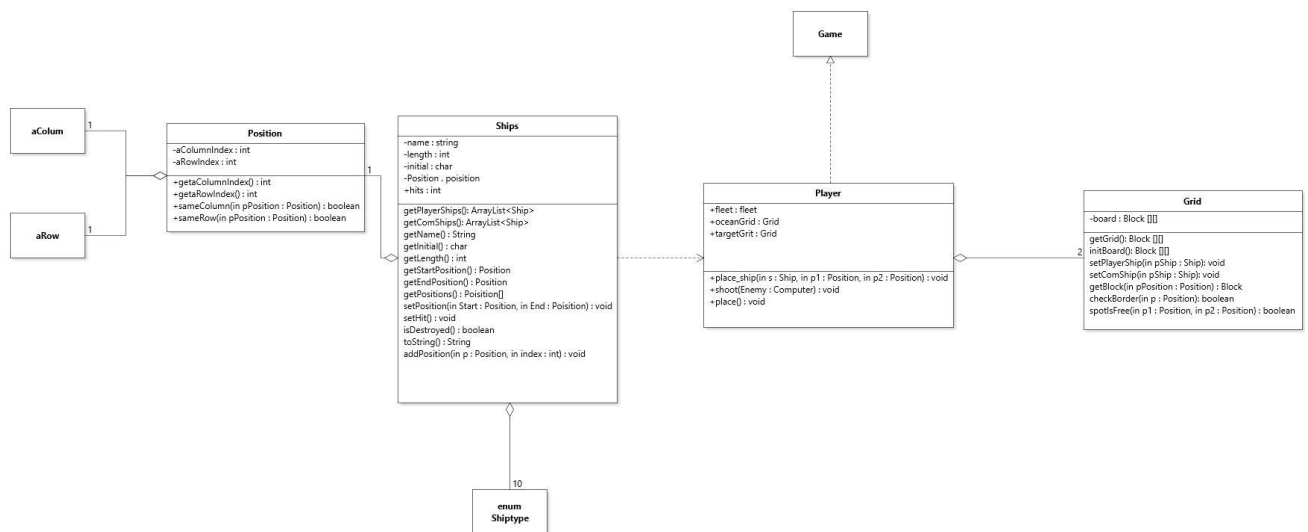 Game
aColum
1
Position
-aColumnIndex : int
-aRowIndex : int
+getaColumnIndex() : int
+getaRowIndex() : int
+sameColumn(in pPosition : Position) : boolean
+sameRow(in pPosition : Position) : boolean
aRow
1
1
Ships
-name : string
-length : int
-initial : char
-Position . poisition
+hits : int
getPlayerShips(): ArrayList<Ship>
getComShips(): ArrayList<Ship>
getName() : String
getInitial() : char
getLength() : int
getStartPosition() : Position
getEndPosition() : Position
getPositions() : Poisition[]
setPosition(in Start : Position, in End : Poisition) : void
setHit() : void
isDestroyed() : boolean
toString() : String
addPosition(in p : Position, in index : int) : void
10
enum
Shiptype
Player
+fleet : fleet
+oceanGrid : Grid
+targetGrit : Grid
+place_ship(in s : Ship, in p1 : Position, in p2 : Position) : void
+shoot(Enemy : Computer) : void
+place() : void
2
Grid
-board : Block [][]
getGrid(): Block [][]
initBoard(): Block [][]
setPlayerShip(in pShip : Ship): void
setComShip(in pShip : Ship): void
getBlock(in pPosition : Position) : Block
checkBorder(in p : Position): boolean
spotIsFree(in p1 : Position, in p2 : Position) : boolean